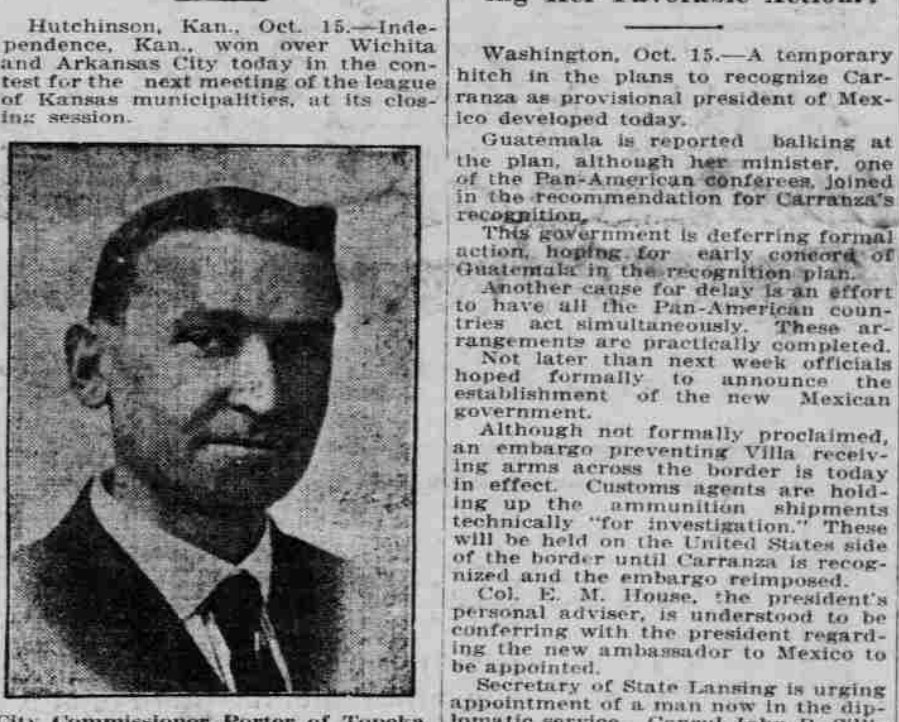 Hutchinson, Kan., Oct. 15.—Inde-
pendence, Kan., won over Wichita
and Arkansas City today in the con-
test for the next meeting of the league
of Kansas municipalities, at its clos-
ing session.
City Commissioner Porter of Topeka
ing Her Favorable Action.
Washington, Oct. 15.—A temporary
hitch in the plans to recognize Car-
ranza as provisional president of Mex-
ico developed today.
Guatemala is reported balking at
the plan, although her minister, one
of the Pan-American conferees, joined
in the recommendation for Carranza's
recognition.
This government is deferring formal
action, hoping for early concord of
Guatemala in the recognition plan.
Another cause for delay is an effort
to have all the Pan-American coun-
tries act simultaneously. These ar-
rangements are practically completed.
Not later than next week officials
hoped formally to announce the
establishment of the new Mexican
government.
Although not formally proclaimed,
an embargo preventing Villa receiv-
ing arms across the border is today
in effect. Customs agents are hold-
ing up the ammunition shipments
technically "for investigation." These
will be held on the United States side
of the border until Carranza is recog-
nized and the embargo reimposed.
Col. E. M. House, the president's
personal adviser, is understood to be
conferring with the president regard-
ing the new ambassador to Mexico to
be appointed.
Secretary of State Lansing is urging
appointment of a man now in the dip-
lomatic service.